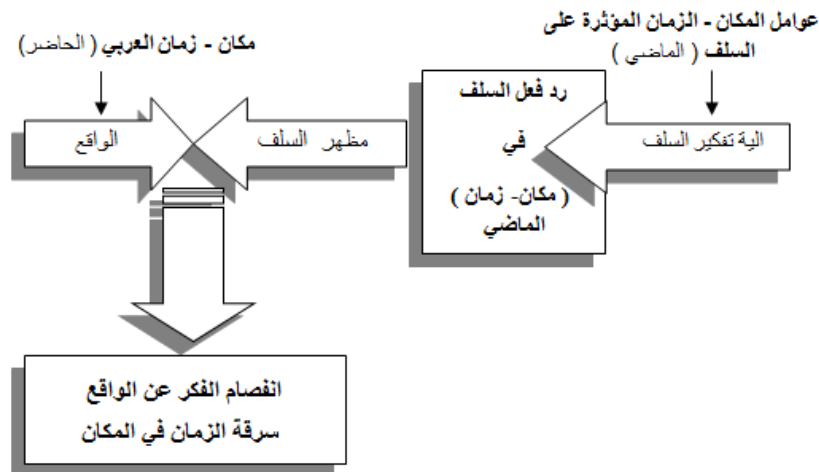 عوامل المكان - الزمان المؤثرة على
السلف ( الماضي )
مكان - زمان العربي ( الحاضر)
رد فعل السلف
في
( مكان- زمان )
الماضي
الية تفكير السلف
مظهر السلف
الواقع
انفصام الفكر عن الواقع
سرقة الزمان في المكان